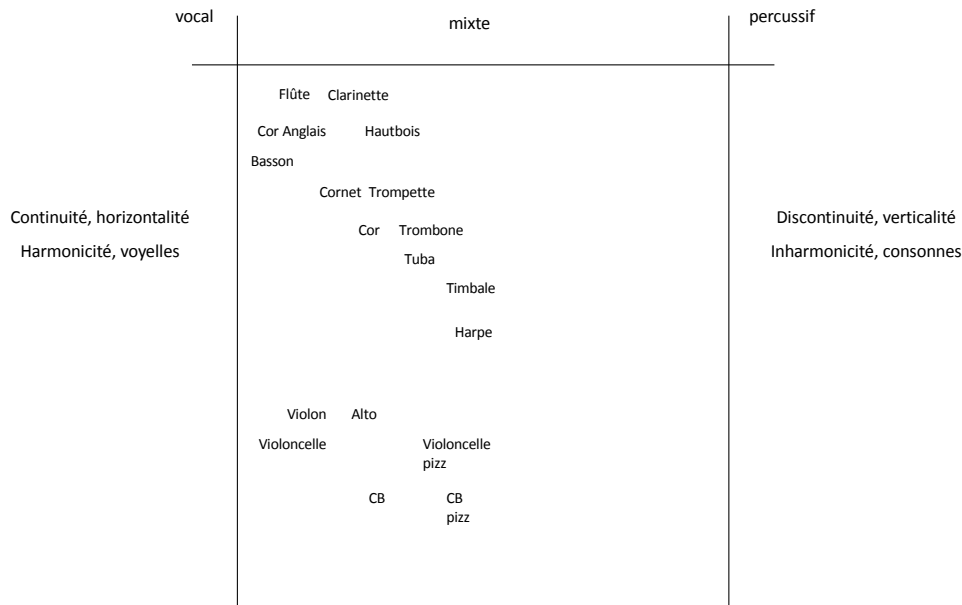 vocal
mixte
percussif
Flûte Clarinette
Cor Anglais Hautbois
Basson
Cornet Trompette
Continuité, horizontalité
Discontinuité, verticalité
Cor Trombone
Harmonicité, voyelles
Inharmonicité, consonnes
Tuba
Timbale
Harpe
Violon Alto
Violoncelle
Violoncelle
pizz
CB
CB
pizz